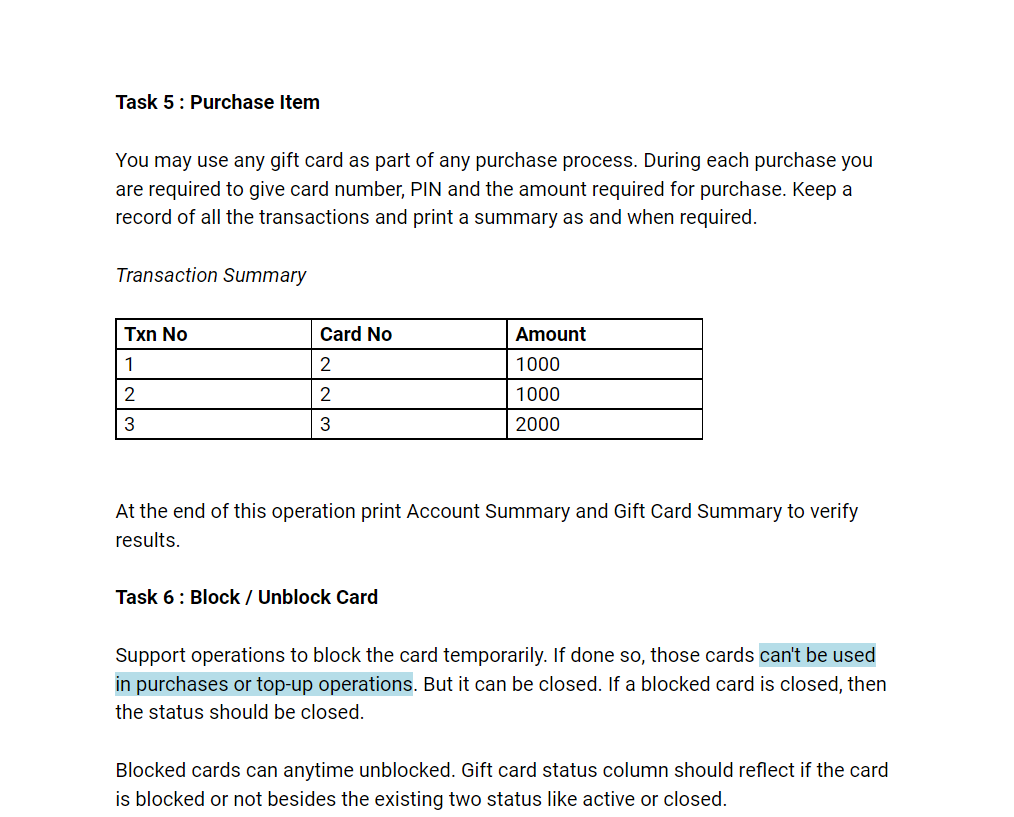 Task 5 : Purchase Item
You may use any gift card as part of any purchase process. During each purchase you
are required to give card number, PIN and the amount required for purchase. Keep a
record of all the transactions and print a summary as and when required.
Transaction Summary
Txn No Card No Amount
1 2 1000
2 2 1000
3 3 2000
At the end of this operation print Account Summary and Gift Card Summary to verify
results.
Task 6 : Block / Unblock Card
Support operations to block the card temporarily. If done so, those cards can't be used
in purchases or top-up operations. But it can be closed. If a blocked card is closed, then
the status should be closed.
Blocked cards can anytime unblocked. Gift card status column should reflect if the card
is blocked or not besides the existing two status like active or closed.